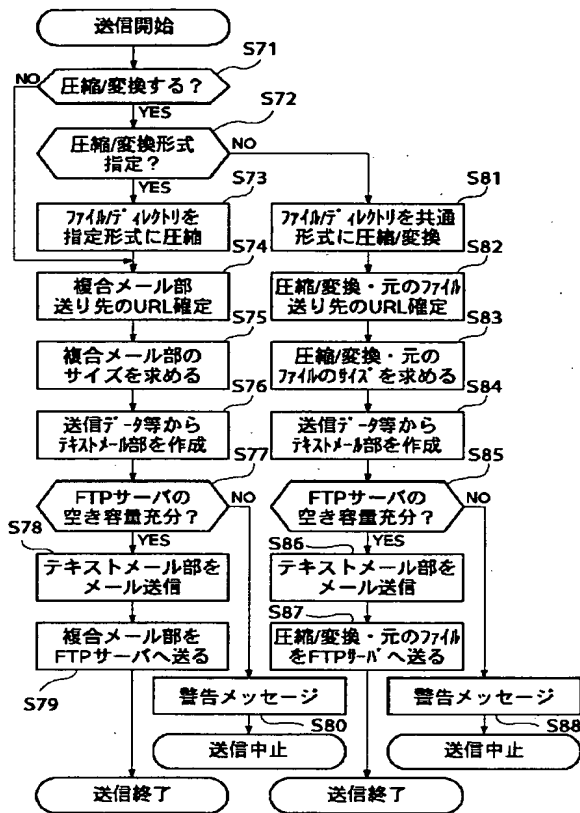 送信開始
S71
圧縮/変換する?
NO
YES
S72
圧縮/変換形式
指定?
NO
YES
S73
ファイル/ディレクトリを
指定形式に圧縮
S81
ファイル/ディレクトリを共通
形式に圧縮/変換
S74
複合メール部
送り先のURL確定
S82
圧縮/変換・元のファイル
送り先のURL確定
S75
複合メール部の
サイズを求める
S83
圧縮/変換・元の
ファイルのサイズを求める
S76
送信データ等から
テキストメール部を作成
S84
送信データ等から
テキストメール部を作成
S77
FTPサーバの
空き容量充分?
NO
YES
S85
FTPサーバの
空き容量充分?
NO
YES
S78
テキストメール部を
メール送信
S86
テキストメール部を
メール送信
S79
複合メール部を
FTPサーバへ送る
S87
圧縮/変換・元のファイル
をFTPサーバへ送る
警告メッセージ
S80
警告メッセージ
S88
送信中止
送信中止
送信終了
送信終了